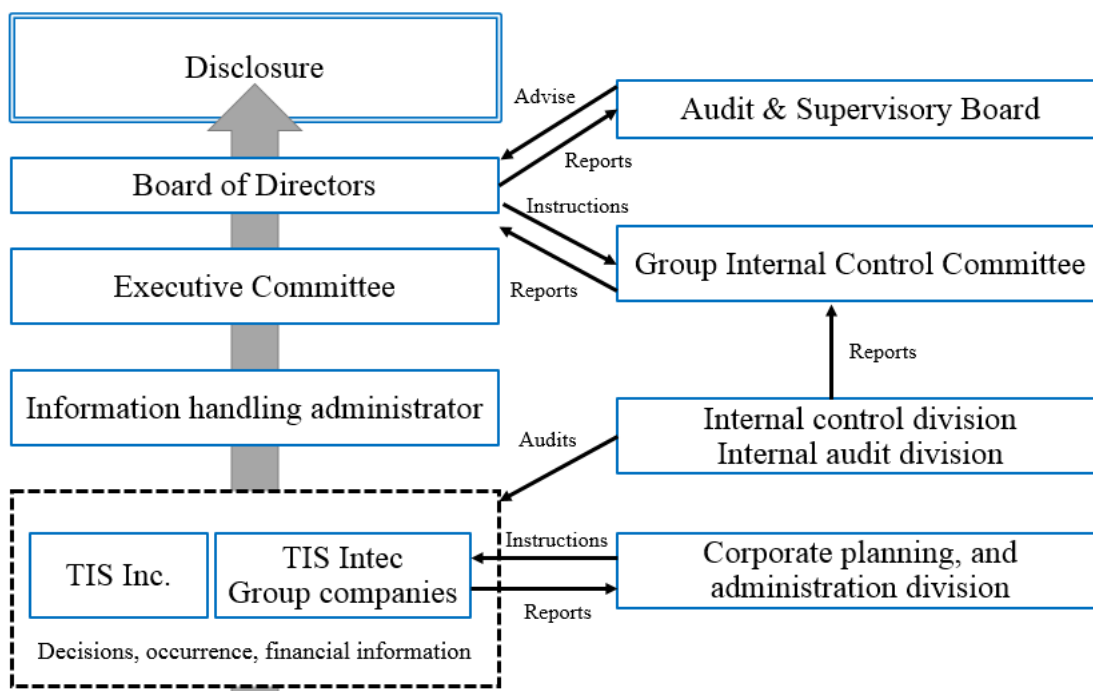 Disclosure
Advise
Audit & Supervisory Board
Board of Directors
Reports
Instructions
Group Internal Control Committee
Executive Committee
Reports
Reports
Information handling administrator
Internal control division
Internal audit division
Audits
TIS Inc.
TIS Intec
Group companies
Instructions
Corporate planning, and
administration division
Reports
Decisions, occurrence, financial information